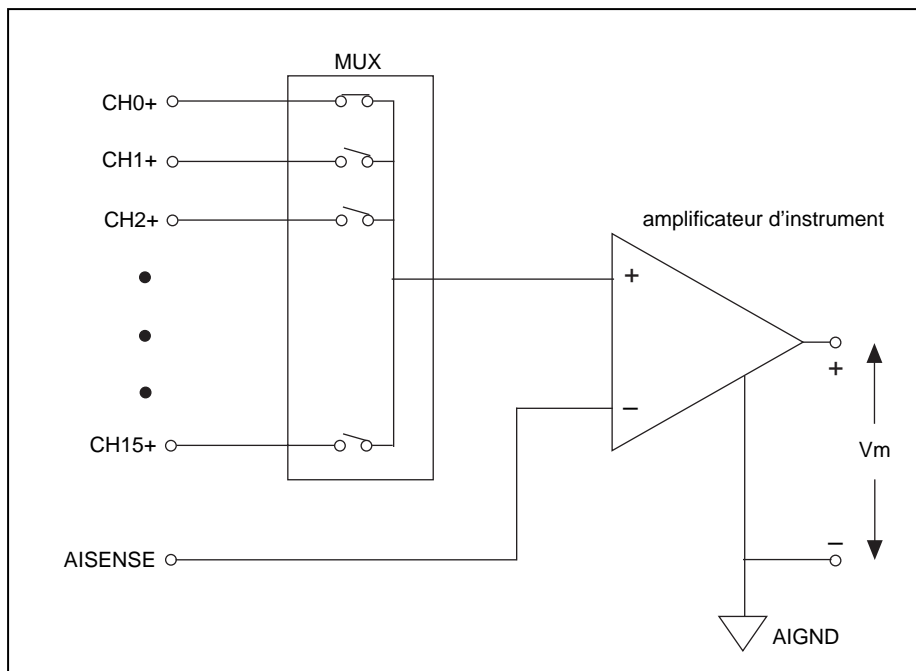 MUX
CH0+
CH1+
CH2+
amplificateur d'instrument
+
−
+
CH15+
Vm
−
AISENSE
AIGND